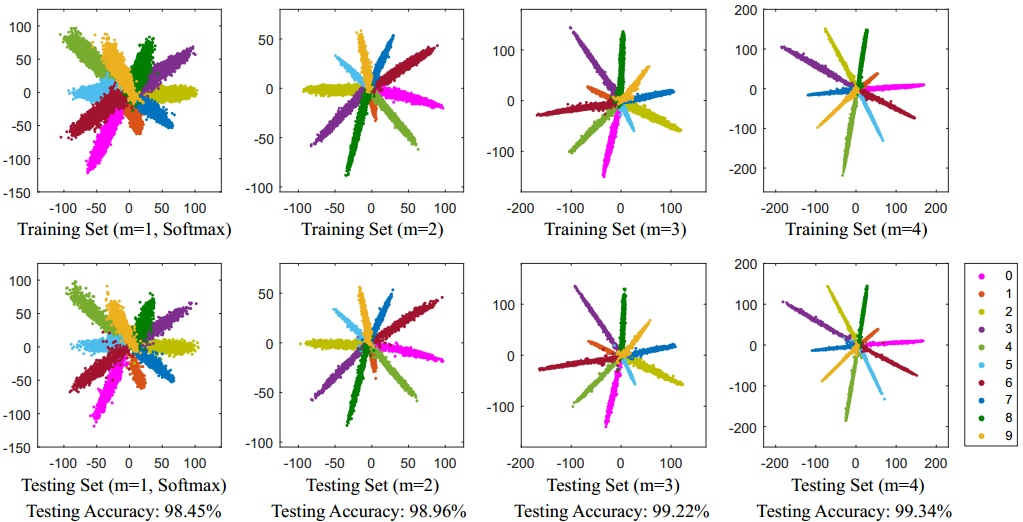 100
50
0
-50
-100
-150
-100 -50 0 50 100
Training Set (m=1, Softmax)
50
0
-50
-100
-100 -50 0 50 100
Training Set (m=2)
100
0
-100
-200 -100 0 100
Training Set (m=3)
200
100
0
-100
-200
-200 -100 0 100 200
Training Set (m=4)
100
50
0
-50
-100
-150
-100 -50 0 50 100
Testing Set (m=1, Softmax)
Testing Accuracy: 98.45%
50
0
-50
-100
-100 -50 0 50 100
Testing Set (m=2)
Testing Accuracy: 98.96%
100
0
-100
-200 -100 0 100
Testing Set (m=3)
Testing Accuracy: 99.22%
200
100
0
-100
-200
-200 -100 0 100 200
Testing Set (m=4)
Testing Accuracy: 99.34%
0
1
2
3
4
5
6
7
8
9